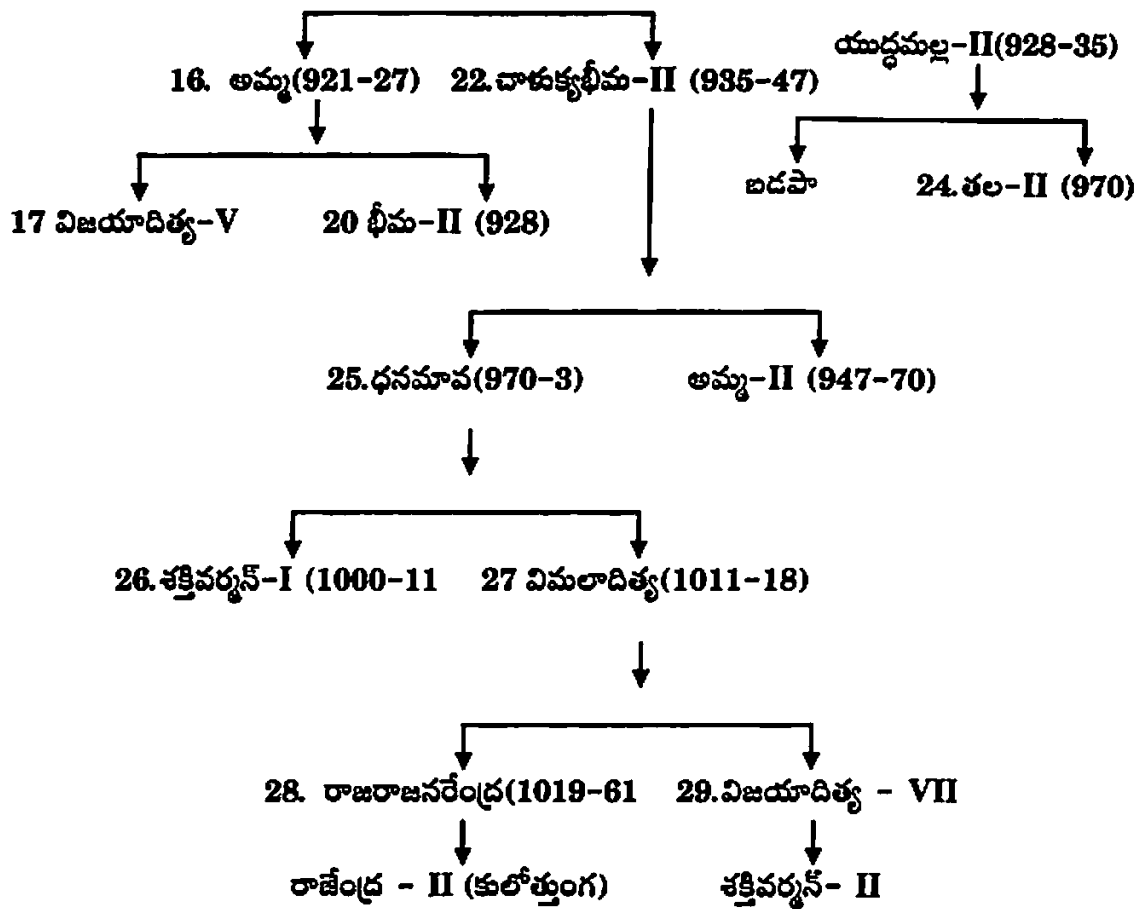 యుద్ధమల్ల-II(928-35)
16. అమ్మ(921-27) 22.చాళుక్యభీమ-II (935-47)
బడపా 24.తల-II (970)
17 విజయాదిత్య-V 20 భీమ-II (928)
25.ధనమావ(970-3) అమ్మ-II (947-70)
26.శక్తివర్మన్-I (1000-11 27 విమలాదిత్య(1011-18)
28. రాజరాజనరేంద్ర(1019-61 29.విజయాదిత్య - VII
రాజేంద్ర - II (కులోత్తుంగ) శక్తివర్మన్- II